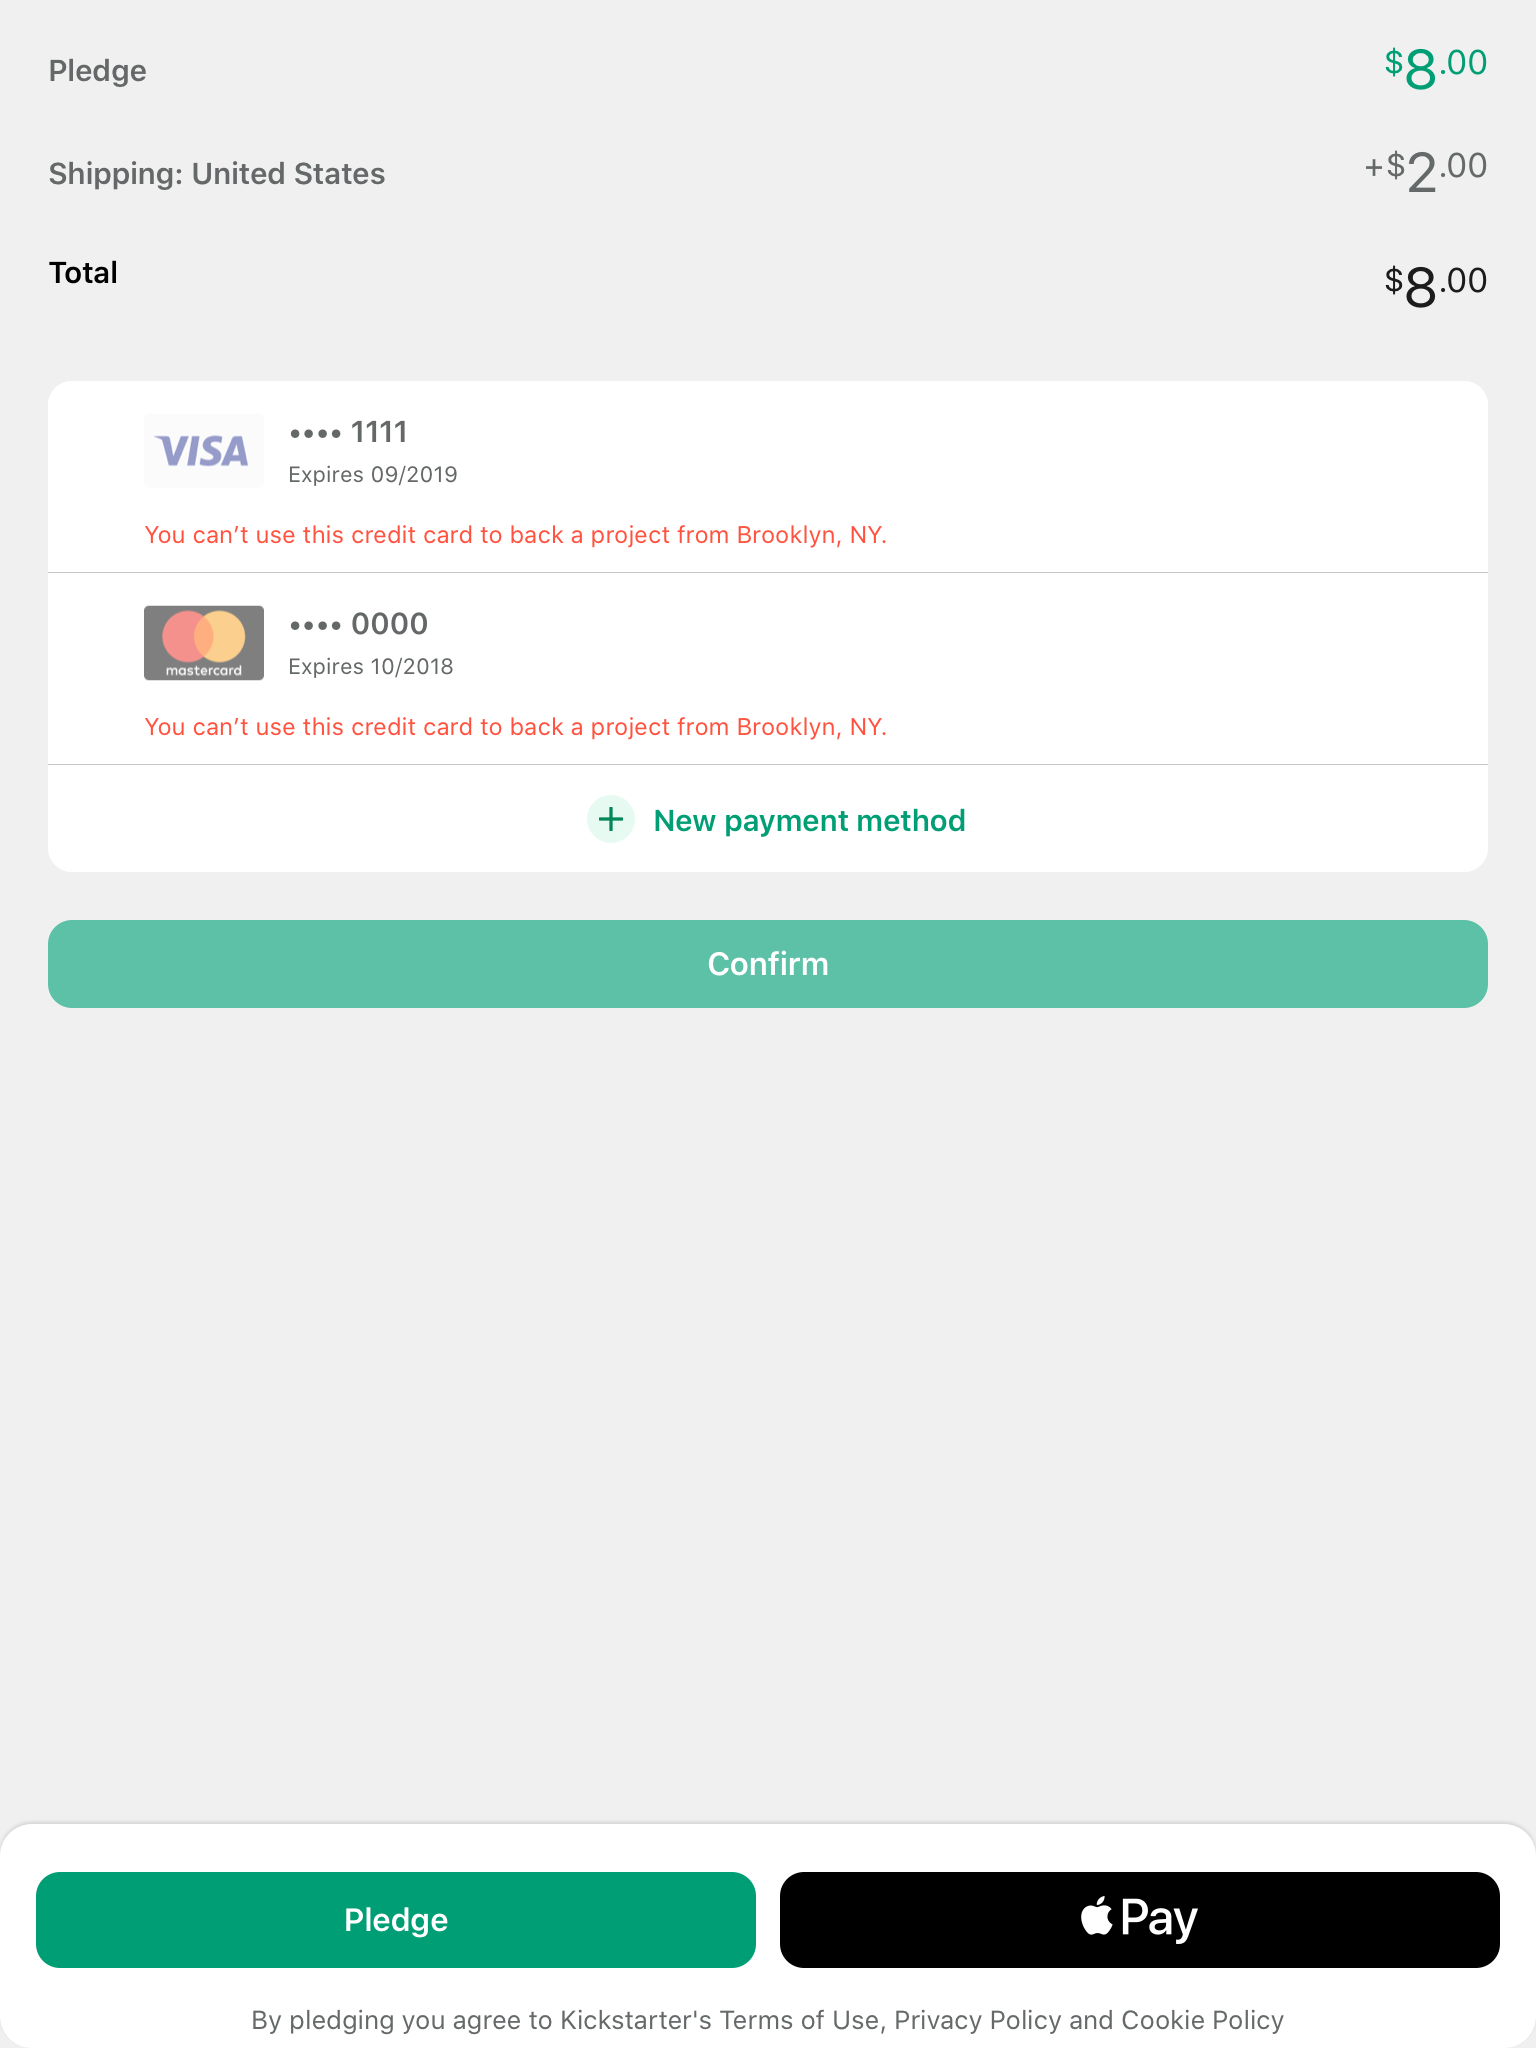 Pledge $8.00
Shipping: United States +$2.00
Total $8.00
VISA •••• 1111
Expires 09/2019
You can’t use this credit card to back a project from Brooklyn, NY.
mastercard •••• 0000
Expires 10/2018
You can’t use this credit card to back a project from Brooklyn, NY.
+ New payment method
Confirm
Pledge Pay
By pledging you agree to Kickstarter's Terms of Use, Privacy Policy and Cookie Policy